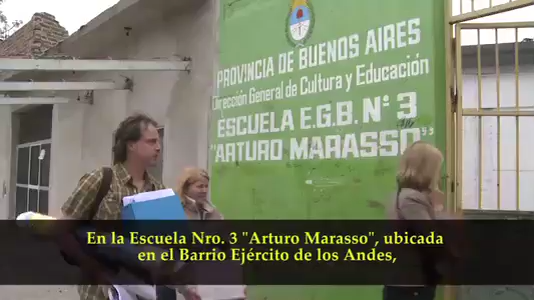 PROVINCIA DE BUENOS AIRES
Dirección General de Cultura y Educación
ESCUELA E.G.B. Nº 3
"ARTURO MARASSO"
En la Escuela Nro. 3 "Arturo Marasso", ubicada
en el Barrio Ejército de los Andes,